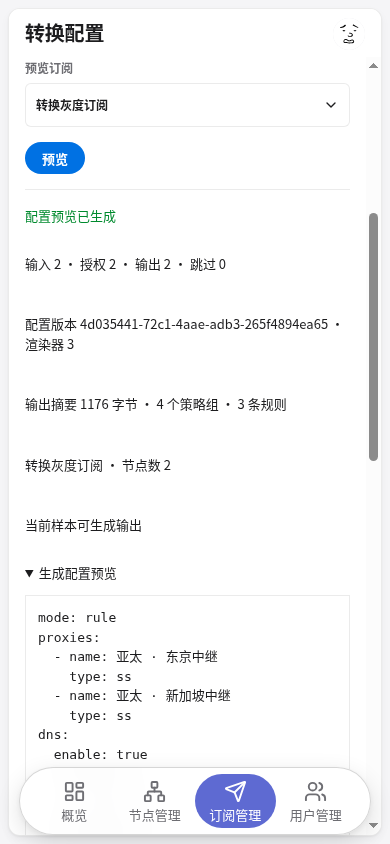 转换配置
预览订阅
转换灰度订阅
预览
配置预览已生成
输入 2 · 授权 2 · 输出 2 · 跳过 0
配置版本 4d035441-72c1-4aae-adb3-265f4894ea65 ·
渲染器 3
输出摘要 1176 字节 · 4 个策略组 · 3 条规则
转换灰度订阅 · 节点数 2
当前样本可生成输出
▼ 生成配置预览
mode: rule
proxies:
  - name: 亚太 · 东京中继
    type: ss
  - name: 亚太 · 新加坡中继
    type: ss
dns:
  enable: true
概览
节点管理
订阅管理
用户管理